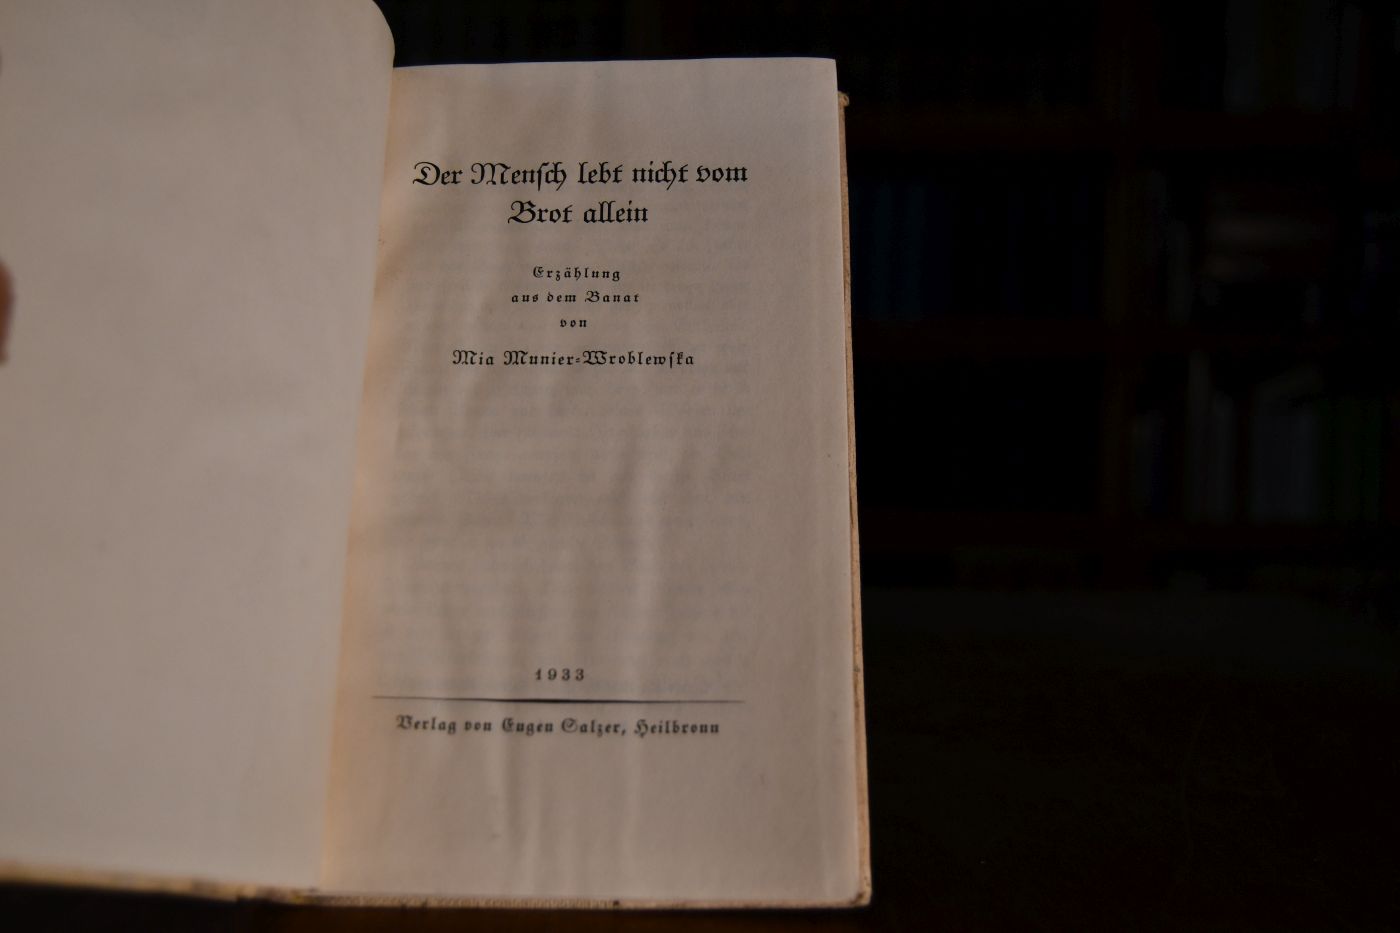 Der Mensch lebt nicht vom
Brot allein
Erzählung
aus dem Banat
von
Mia Munier-Wroblewska
1933
Verlag von Eugen Salzer, Heilbronn